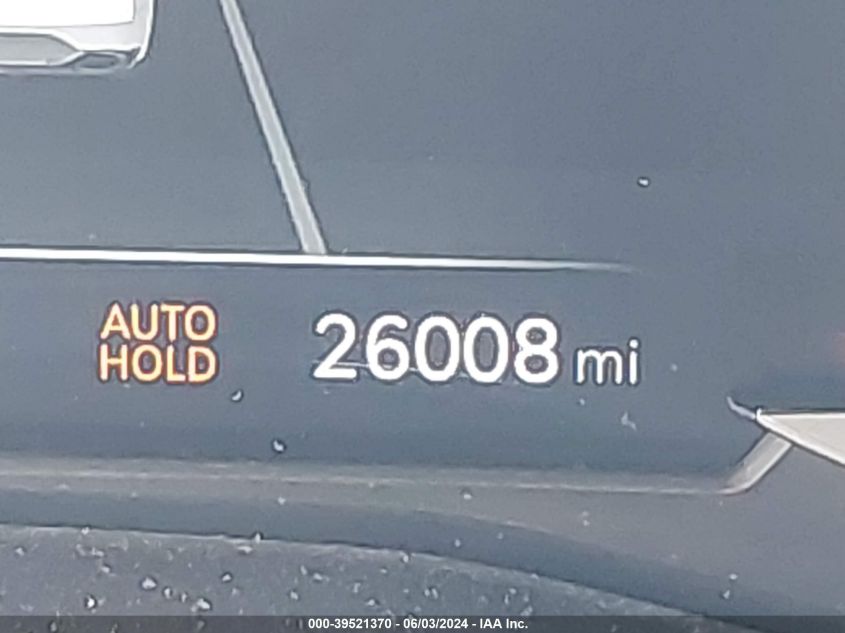 AUTO
HOLD
26008 mi
000-39521370 - 06/03/2024 - IAA Inc.